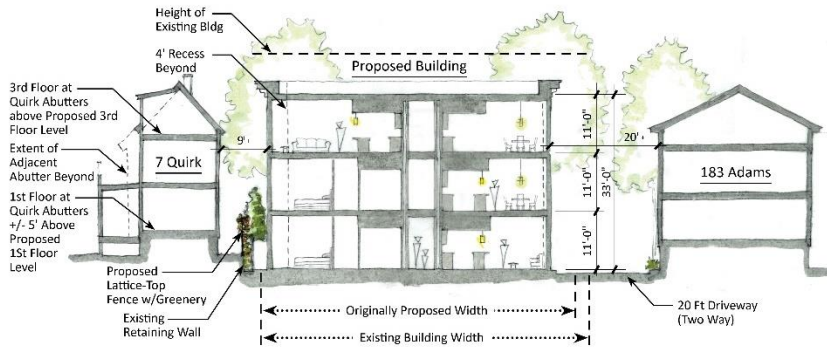 Height of
Existing Bldg
4' Recess
Beyond
Proposed Building
3rd Floor at
Quirk Abutters
above Proposed 3rd
Floor Level
Extent of
Adjacent
Abutter Beyond
1st Floor at
Quirk Abutters
+/- 5' Above
Proposed
1St Floor
Level
7 Quirk
9'
11'-0"
11'-0"
11'-0"
33'-0"
20'
183 Adams
Proposed
Lattice-Top
Fence w/Greenery
Existing
Retaining Wall
Originally Proposed Width
Existing Building Width
20 Ft Driveway
(Two Way)